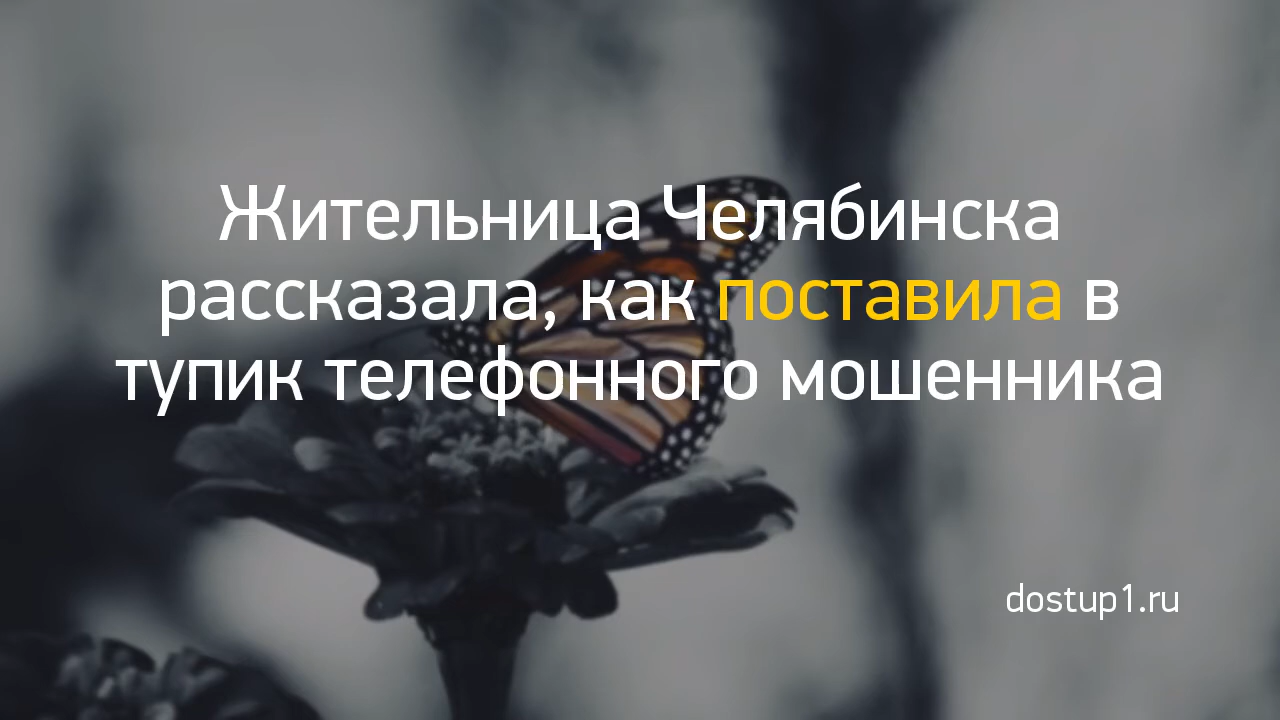 Жительница Челябинска
рассказала, как поставила в
тупик телефонного мошенника
dostup1.ru